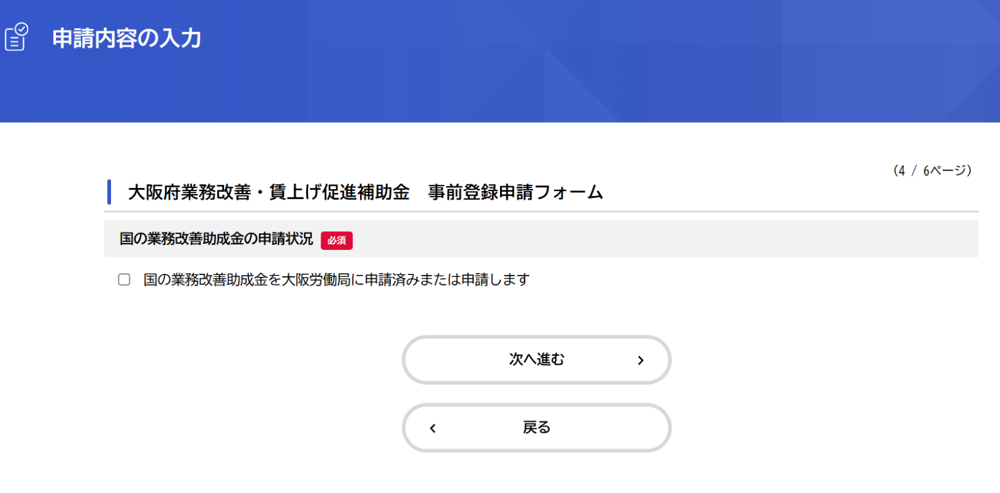 申請内容の入力
(4 / 6ページ)
大阪府業務改善・賃上げ促進補助金　事前登録申請フォーム
国の業務改善助成金の申請状況 必須
国の業務改善助成金を大阪労働局に申請済みまたは申請します
次へ進む
戻る